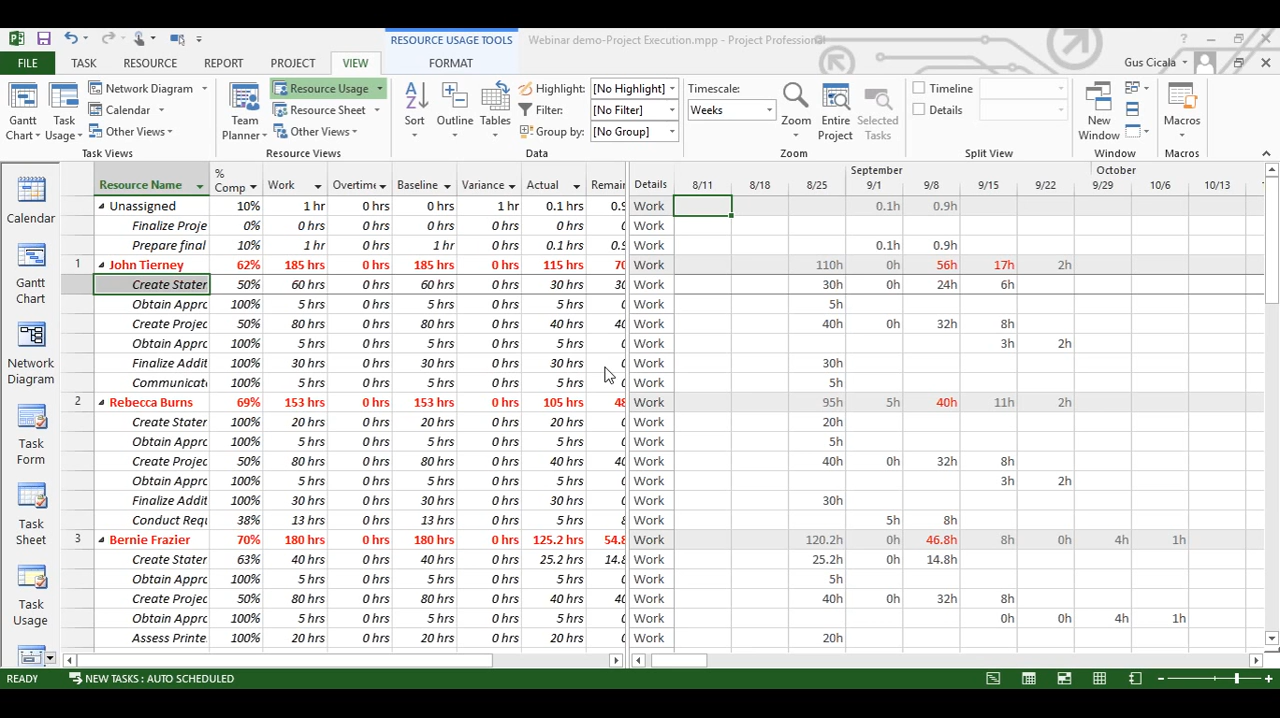 RESOURCE USAGE TOOLS Webinar demo-Project Execution.mpp - Project Professional
FILE TASK RESOURCE REPORT PROJECT VIEW FORMAT Gus Cicala
Gantt Chart
Task Usage
Network Diagram
Calendar
Other Views
Task Views
Team Planner
Resource Usage
Resource Sheet
Other Views
Resource Views
Sort
Outline
Tables
Highlight: [No Highlight]
Filter: [No Filter]
Group by: [No Group]
Data
Timescale:
Weeks
Zoom
Entire Project
Selected Tasks
Zoom
Timeline
Details
Split View
New Window
Window
Macros
Macros
Calendar
Gantt Chart
Network Diagram
Task Form
Task Sheet
Task Usage
September October
Resource Name % Comp Work Overtime Baseline Variance Actual Remain Details 8/11 8/18 8/25 9/1 9/8 9/15 9/22 9/29 10/6 10/13
Unassigned 10% 1 hr 0 hrs 0 hrs 1 hr 0.1 hrs 0.9 Work 0.1h 0.9h
Finalize Proje 0% 0 hrs 0 hrs 0 hrs 0 hrs 0 hrs 0 Work
Prepare final 10% 1 hr 0 hrs 1 hr 0 hrs 0.1 hrs 0.9 Work 0.1h 0.9h
1 John Tierney 62% 185 hrs 0 hrs 185 hrs 0 hrs 115 hrs 70 Work 110h 0h 56h 17h 2h
Create Stater 50% 60 hrs 0 hrs 60 hrs 0 hrs 30 hrs 30 Work 30h 0h 24h 6h
Obtain Appro 100% 5 hrs 0 hrs 5 hrs 0 hrs 5 hrs 0 Work 5h
Create Projec 50% 80 hrs 0 hrs 80 hrs 0 hrs 40 hrs 40 Work 40h 0h 32h 8h
Obtain Appro 100% 5 hrs 0 hrs 5 hrs 0 hrs 5 hrs 0 Work 3h 2h
Finalize Addit 100% 30 hrs 0 hrs 30 hrs 0 hrs 30 hrs 0 Work 30h
Communicat 100% 5 hrs 0 hrs 5 hrs 0 hrs 5 hrs 0 Work 5h
2 Rebecca Burns 69% 153 hrs 0 hrs 153 hrs 0 hrs 105 hrs 48 Work 95h 5h 40h 11h 2h
Create Stater 100% 20 hrs 0 hrs 20 hrs 0 hrs 20 hrs 0 Work 20h
Obtain Appro 100% 5 hrs 0 hrs 5 hrs 0 hrs 5 hrs 0 Work 5h
Create Projec 50% 80 hrs 0 hrs 80 hrs 0 hrs 40 hrs 40 Work 40h 0h 32h 8h
Obtain Appro 100% 5 hrs 0 hrs 5 hrs 0 hrs 5 hrs 0 Work 3h 2h
Finalize Addit 100% 30 hrs 0 hrs 30 hrs 0 hrs 30 hrs 0 Work 30h
Conduct Requ 38% 13 hrs 0 hrs 13 hrs 0 hrs 5 hrs 8 Work 5h 8h
3 Bernie Frazier 70% 180 hrs 0 hrs 180 hrs 0 hrs 125.2 hrs 54.8 Work 120.2h 0h 46.8h 8h 0h 4h 1h
Create Stater 63% 40 hrs 0 hrs 40 hrs 0 hrs 25.2 hrs 14.8 Work 25.2h 0h 14.8h
Obtain Appro 100% 5 hrs 0 hrs 5 hrs 0 hrs 5 hrs 0 Work 5h
Create Projec 50% 80 hrs 0 hrs 80 hrs 0 hrs 40 hrs 40 Work 40h 0h 32h 8h
Obtain Appro 100% 5 hrs 0 hrs 5 hrs 0 hrs 5 hrs 0 Work 0h 0h 4h 1h
Assess Printe 100% 20 hrs 0 hrs 20 hrs 0 hrs 20 hrs 0 Work 20h
READY NEW TASKS : AUTO SCHEDULED